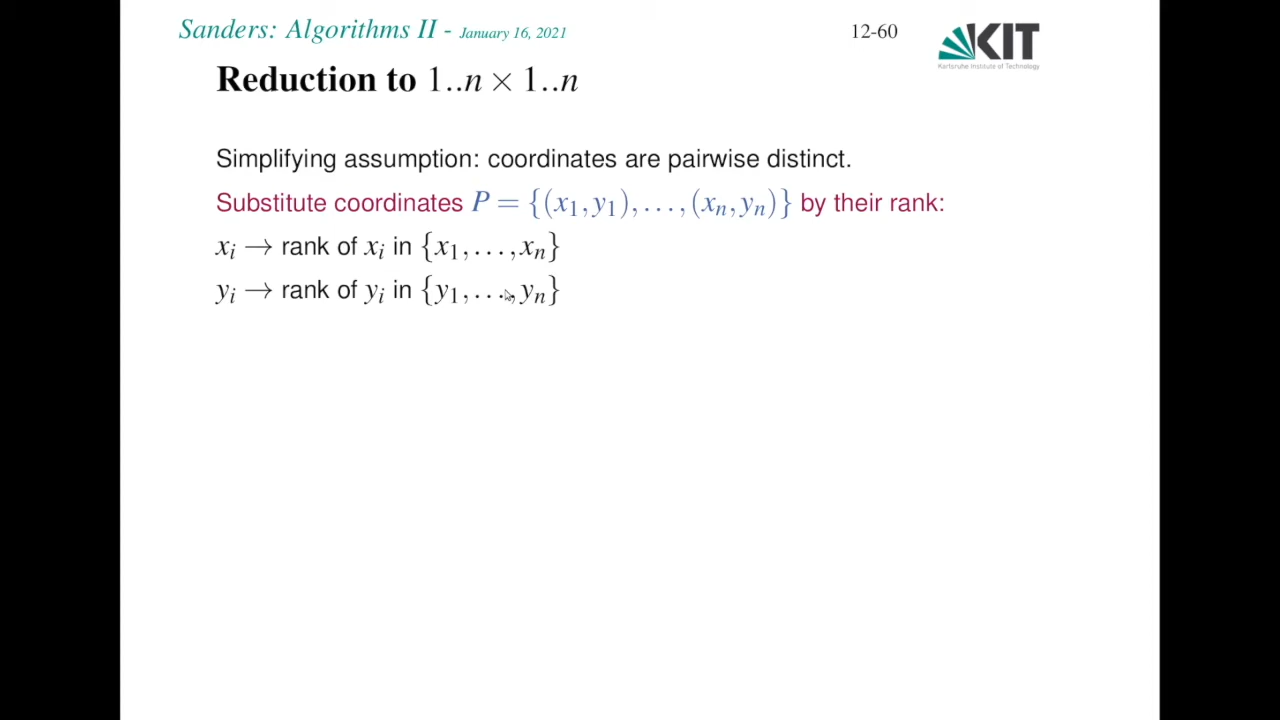 Sanders: Algorithms II - January 16, 2021
12-60
KIT
Karlsruhe Institute of Technology
Reduction to 1..n × 1..n
Simplifying assumption: coordinates are pairwise distinct.
Substitute coordinates P = {(x₁,y₁),...,(xₙ,yₙ)} by their rank:
xᵢ → rank of xᵢ in {x₁,...,xₙ}
yᵢ → rank of yᵢ in {y₁,...,yₙ}